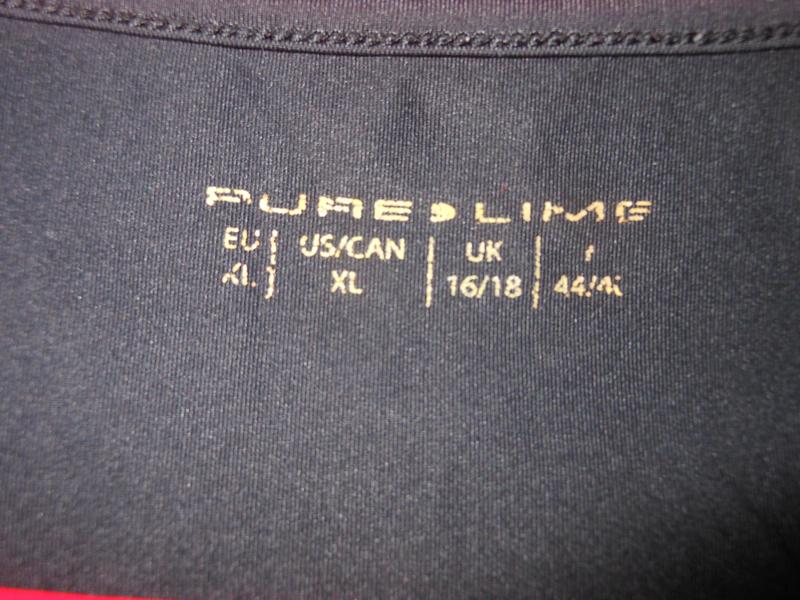 PURE LIME
EU US/CAN UK
XL XL 16/18